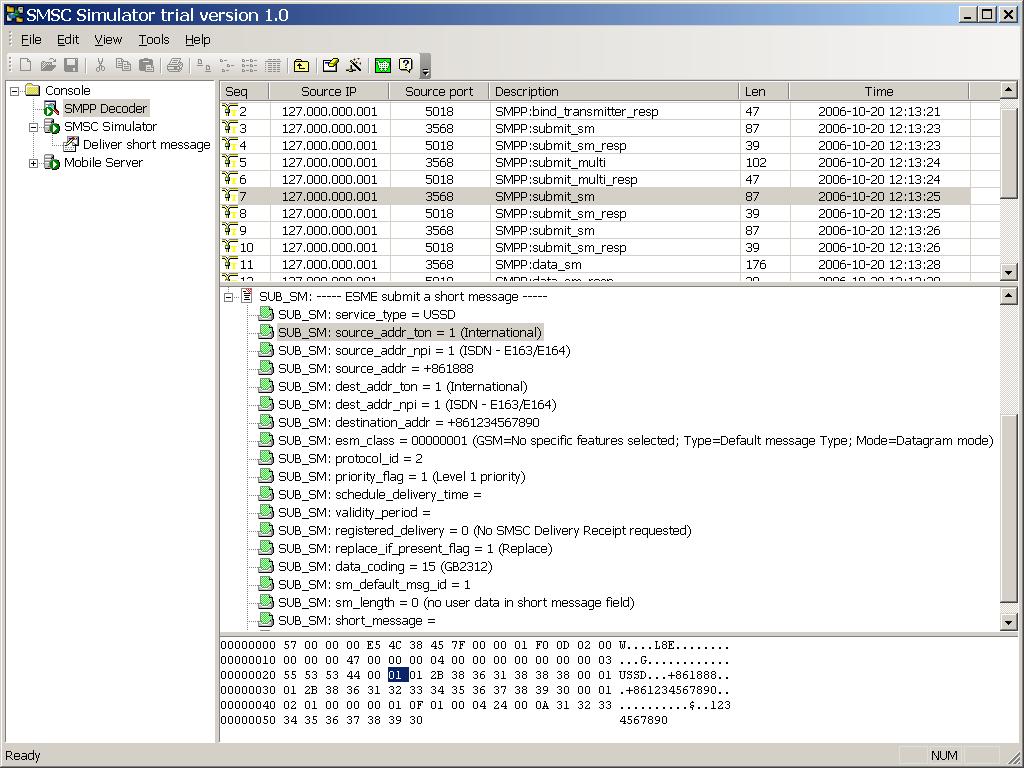 SMSC Simulator trial version 1.0
File Edit View Tools Help
Console
SMPP Decoder
SMSC Simulator
Deliver short message
Mobile Server
Seq Source IP Source port Description Len Time
2 127.000.000.001 5018 SMPP:bind_transmitter_resp 47 2006-10-20 12:13:21
3 127.000.000.001 3568 SMPP:submit_sm 87 2006-10-20 12:13:23
4 127.000.000.001 5018 SMPP:submit_sm_resp 39 2006-10-20 12:13:23
5 127.000.000.001 3568 SMPP:submit_multi 102 2006-10-20 12:13:24
6 127.000.000.001 5018 SMPP:submit_multi_resp 47 2006-10-20 12:13:24
7 127.000.000.001 3568 SMPP:submit_sm 87 2006-10-20 12:13:25
8 127.000.000.001 5018 SMPP:submit_sm_resp 39 2006-10-20 12:13:25
9 127.000.000.001 3568 SMPP:submit_sm 87 2006-10-20 12:13:26
10 127.000.000.001 5018 SMPP:submit_sm_resp 39 2006-10-20 12:13:26
11 127.000.000.001 3568 SMPP:data_sm 176 2006-10-20 12:13:28
SUB_SM: ----- ESME submit a short message -----
SUB_SM: service_type = USSD
SUB_SM: source_addr_ton = 1 (International)
SUB_SM: source_addr_npi = 1 (ISDN - E163/E164)
SUB_SM: source_addr = +861888
SUB_SM: dest_addr_ton = 1 (International)
SUB_SM: dest_addr_npi = 1 (ISDN - E163/E164)
SUB_SM: destination_addr = +861234567890
SUB_SM: esm_class = 00000001 (GSM=No specific features selected; Type=Default message Type; Mode=Datagram mode)
SUB_SM: protocol_id = 2
SUB_SM: priority_flag = 1 (Level 1 priority)
SUB_SM: schedule_delivery_time =
SUB_SM: validity_period =
SUB_SM: registered_delivery = 0 (No SMSC Delivery Receipt requested)
SUB_SM: replace_if_present_flag = 1 (Replace)
SUB_SM: data_coding = 15 (GB2312)
SUB_SM: sm_default_msg_id = 1
SUB_SM: sm_length = 0 (no user data in short message field)
SUB_SM: short_message =
00000000 57 00 00 00 E5 4C 38 45 7F 00 00 01 F0 0D 02 00 W....L8E........
00000010 00 00 00 47 00 00 00 04 00 00 00 00 00 00 00 03 ...G............
00000020 55 53 53 44 00 01 01 2B 38 36 31 38 38 38 00 01 USSD...+861888..
00000030 01 2B 38 36 31 32 33 34 35 36 37 38 39 30 00 01 .+861234567890..
00000040 02 01 00 00 00 01 0F 01 00 04 24 00 0A 31 32 33 ..........$..123
00000050 34 35 36 37 38 39 30 4567890
Ready NUM